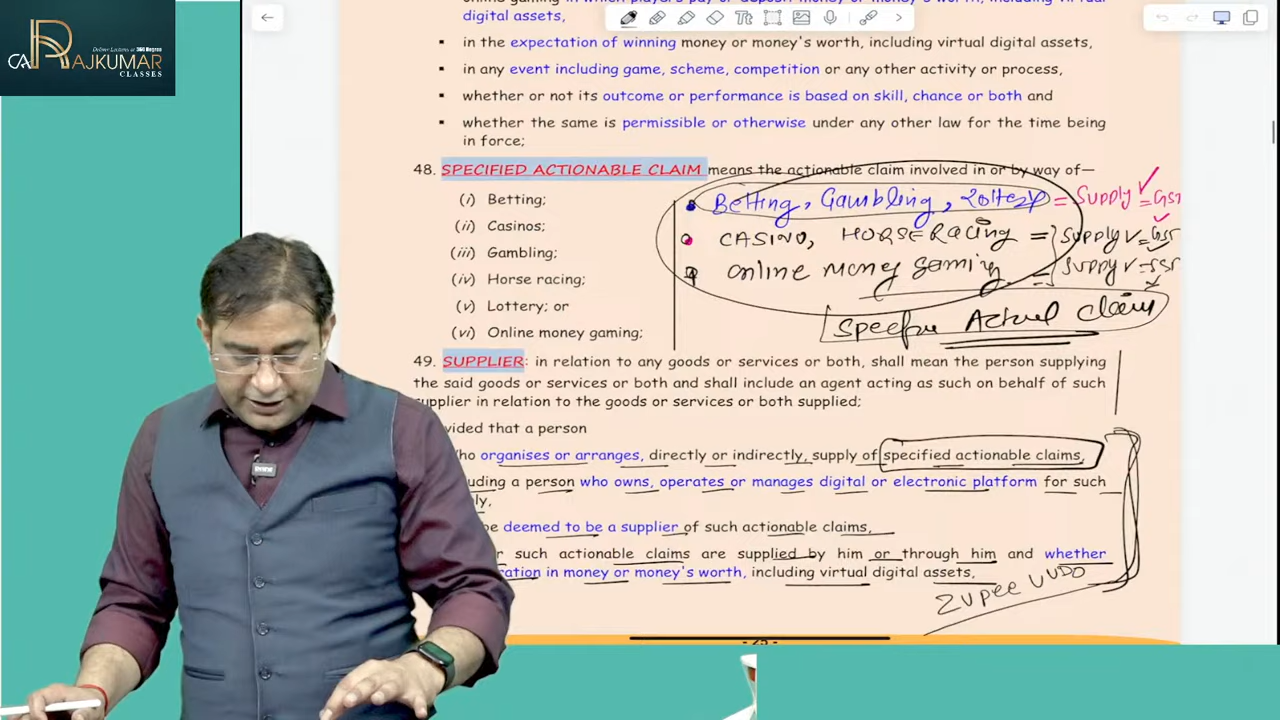 Deliver Lectures at 360 Degree
CA RAJKUMAR
CLASSES
digital assets,
in the expectation of winning money or money's worth, including virtual digital assets,
in any event including game, scheme, competition or any other activity or process,
whether or not its outcome or performance is based on skill, chance or both and
whether the same is permissible or otherwise under any other law for the time being
in force;
48. SPECIFIED ACTIONABLE CLAIM means the actionable claim involved in or by way of—
(i) Betting;
(ii) Casinos;
(iii) Gambling;
(iv) Horse racing;
(v) Lottery; or
(vi) Online money gaming;
Betting, Gambling, = Supply = GST
CASINO, HORSE Racing = Supply = GST
online money gaming = Supply
Actual claim
49. SUPPLIER: in relation to any goods or services or both, shall mean the person supplying
the said goods or services or both and shall include an agent acting as such on behalf of such
supplier in relation to the goods or services or both supplied;
vided that a person
organises or arranges, directly or indirectly, supply of specified actionable claims,
uding a person who owns, operates or manages digital or electronic platform for such
ly,
be deemed to be a supplier of such actionable claims,
r such actionable claims are supplied by him or through him and whether
ration in money or money's worth, including virtual digital assets,
Zupee